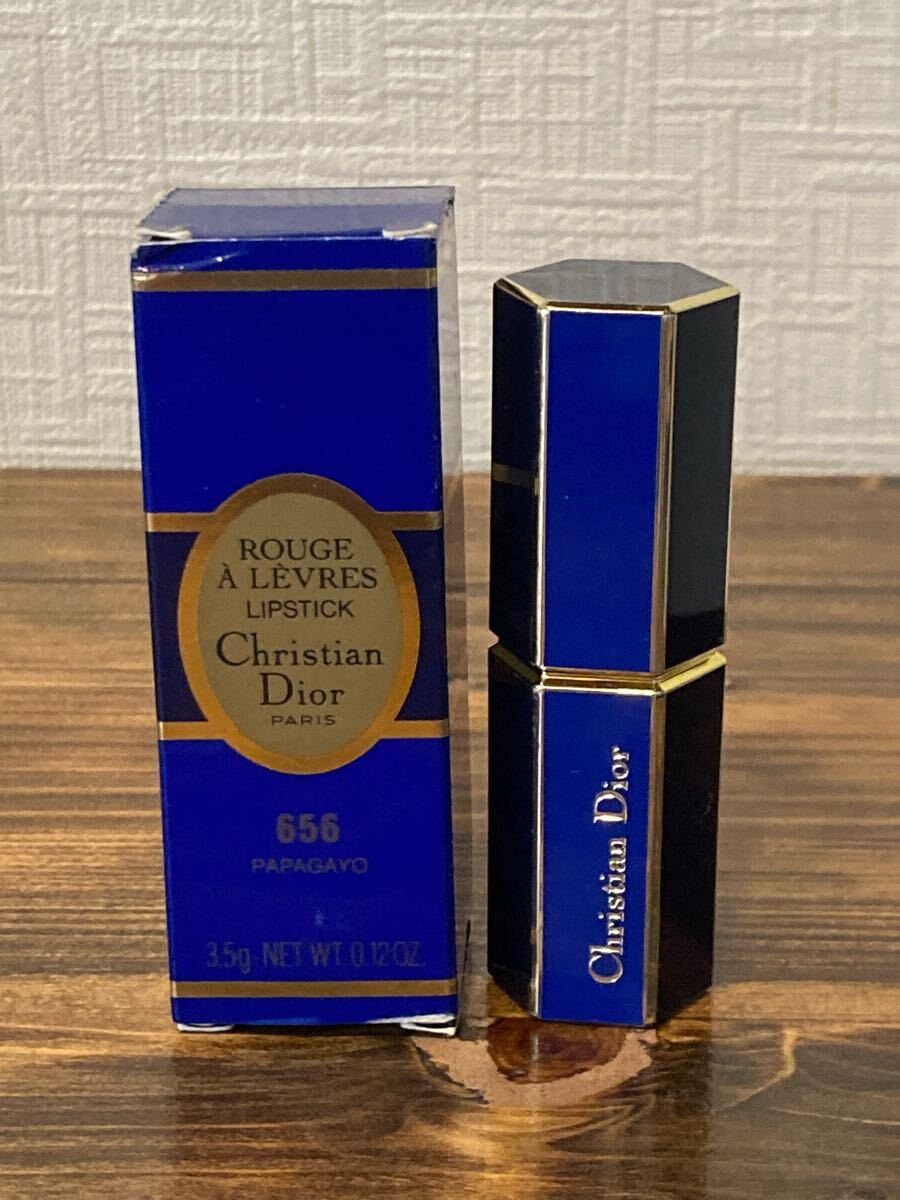 ROUGE
À LÈVRES
LIPSTICK
Christian
Dior
PARIS
656
PAPAGAYO
3.5g-NET WT. 0.12 OZ.
Christian Dior